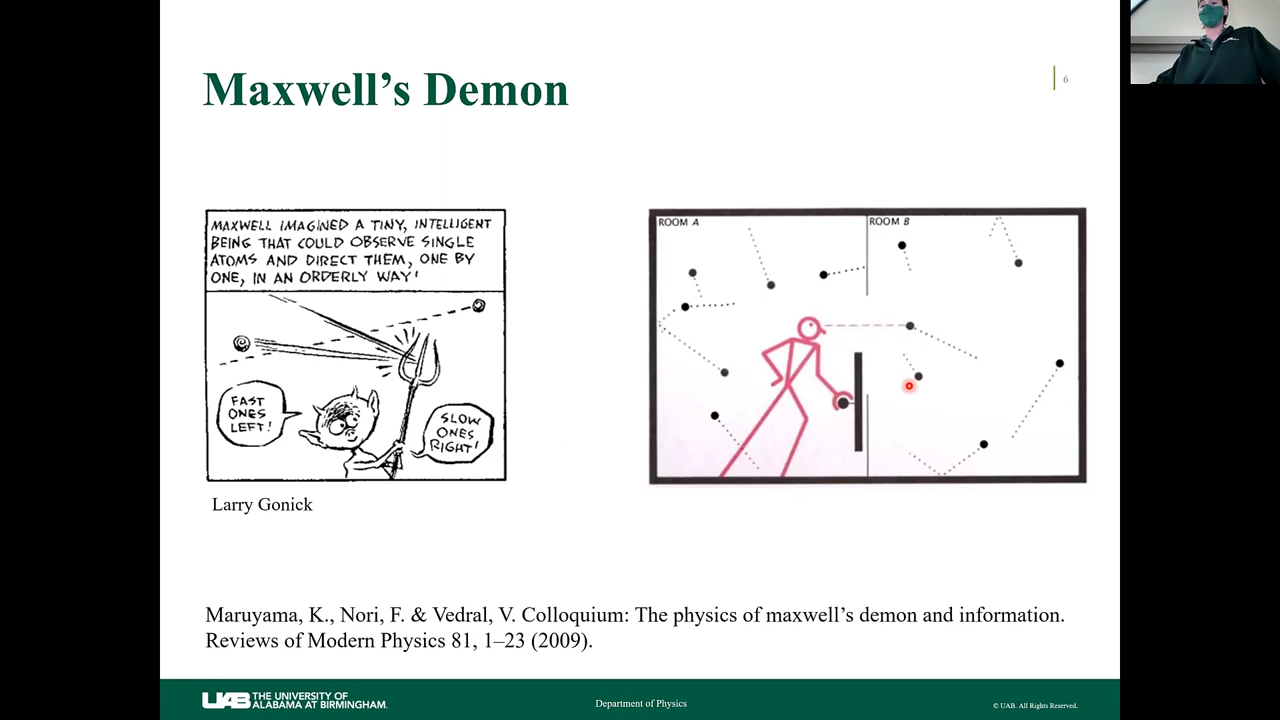 Maxwell’s Demon
6
MAXWELL IMAGINED A TINY, INTELLIGENT
BEING THAT COULD OBSERVE SINGLE
ATOMS AND DIRECT THEM, ONE BY
ONE, IN AN ORDERLY WAY!
FAST
ONES
LEFT!
SLOW
ONES
RIGHT!
Larry Gonick
ROOM A
ROOM B
Maruyama, K., Nori, F. & Vedral, V. Colloquium: The physics of maxwell’s demon and information.
Reviews of Modern Physics 81, 1–23 (2009).
UAB THE UNIVERSITY OF
ALABAMA AT BIRMINGHAM.
Department of Physics
© UAB. All Rights Reserved.